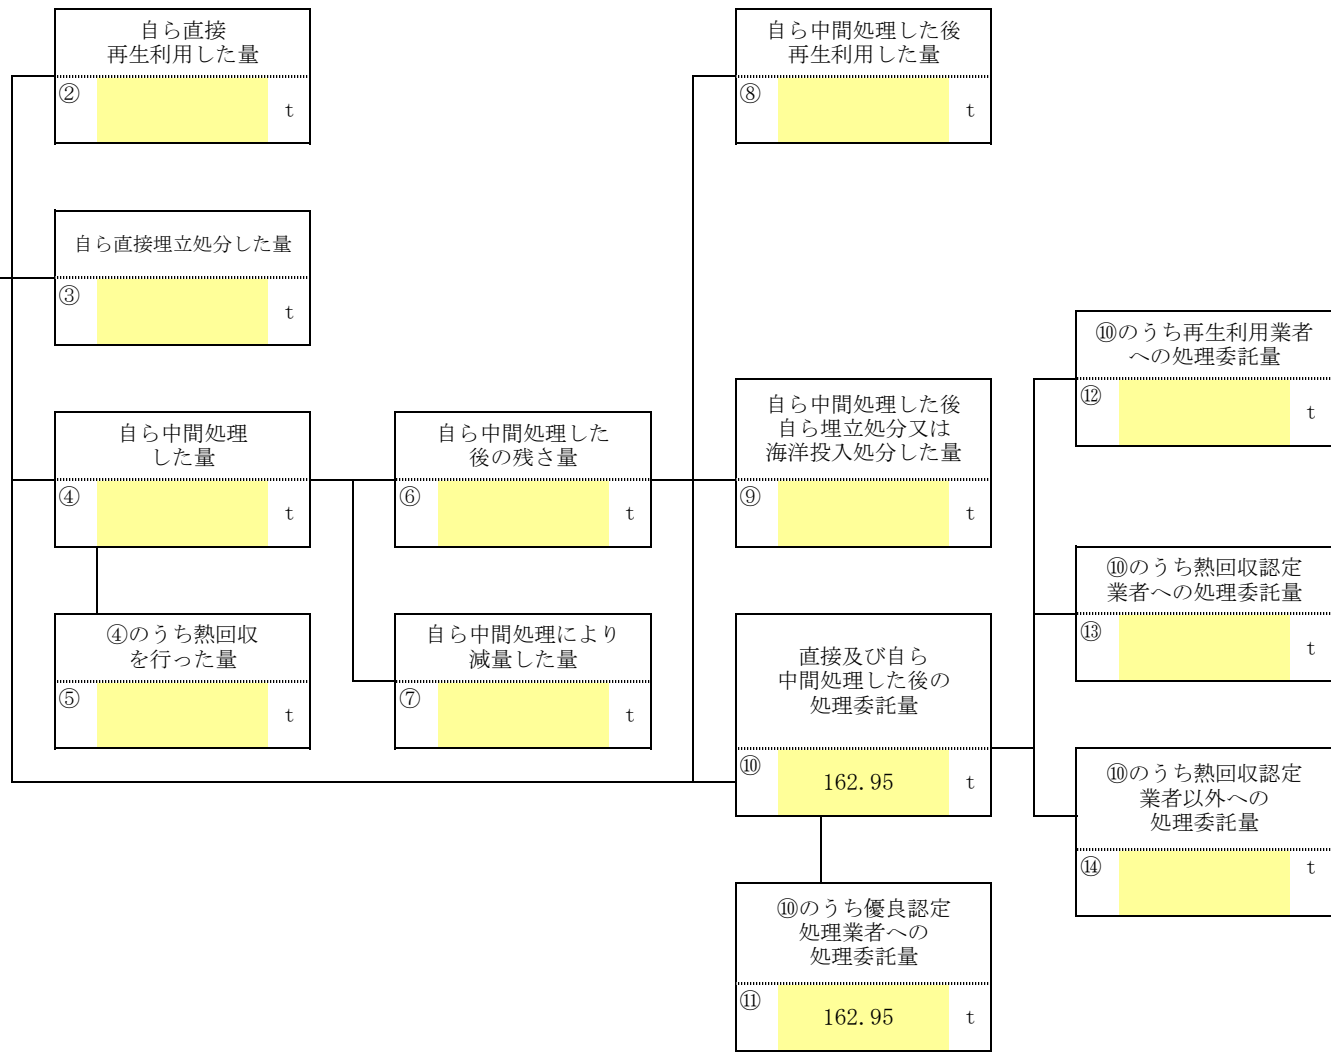 自ら直接
再生利用した量
② t
自ら直接埋立処分した量
③ t
自ら中間処理
した量
④ t
④のうち熱回収
を行った量
⑤ t
自ら中間処理した
後の残さ量
⑥ t
自ら中間処理により
減量した量
⑦ t
自ら中間処理した後
再生利用した量
⑧ t
自ら中間処理した後
自ら埋立処分又は
海洋投入処分した量
⑨ t
直接及び自ら
中間処理した後の
処理委託量
⑩ 162.95 t
⑩のうち優良認定
処理業者への
処理委託量
⑪ 162.95 t
⑩のうち再生利用業者
への処理委託量
⑫ t
⑩のうち熱回収認定
業者への処理委託量
⑬ t
⑩のうち熱回収認定
業者以外への
処理委託量
⑭ t